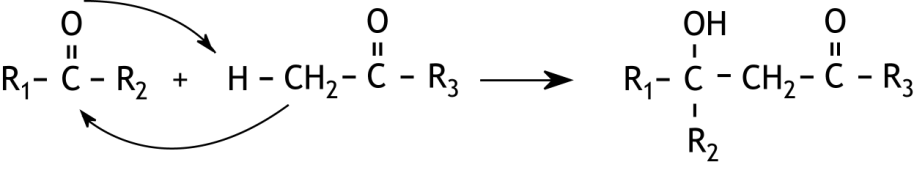 O O OH O
R₁– C – R₂ + H – CH₂– C – R₃ R₁– C – CH₂– C – R₃
R₂